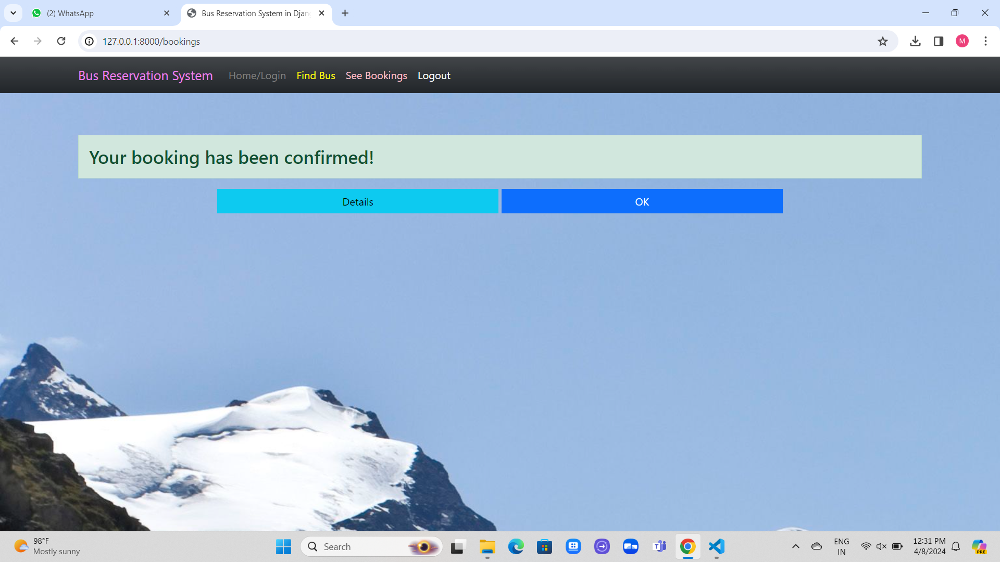 (2) WhatsApp
Bus Reservation System in Djan
127.0.0.1:8000/bookings
M
Bus Reservation System Home/Login Find Bus See Bookings Logout
Your booking has been confirmed!
Details OK
98°F
Mostly sunny
Search
T
ENG
IN
12:31 PM
4/8/2024
PRE